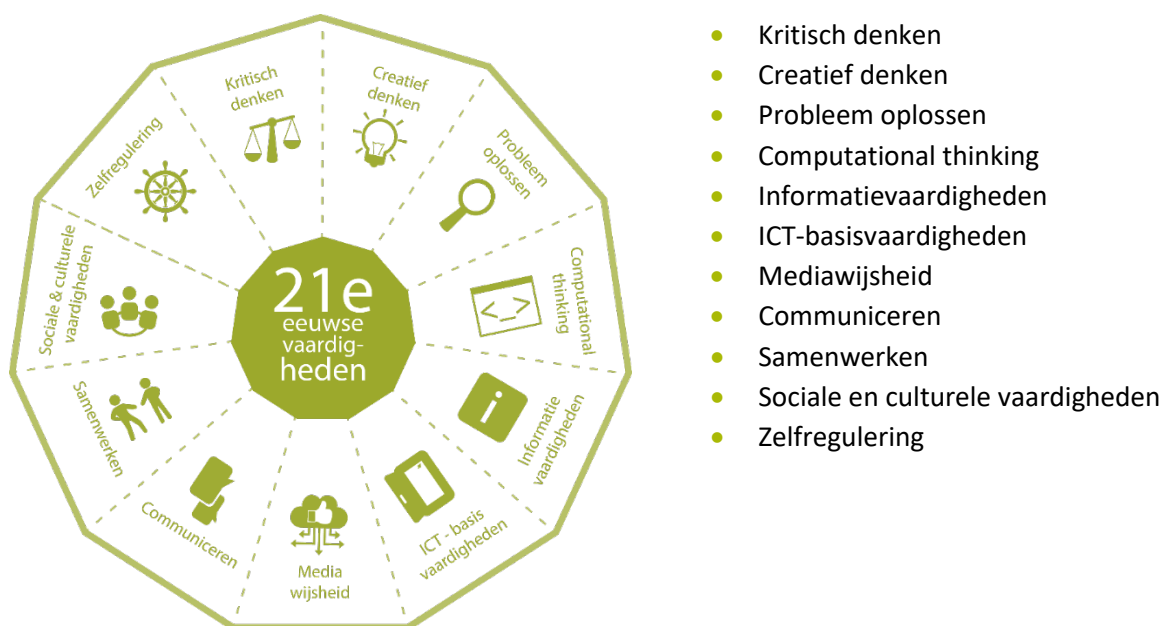 Kritisch
denken
Creatief
denken
Probleem
oplossen
Computational
thinking
Informatie
vaardigheden
ICT - basis
vaardigheden
Media
wijsheid
Communiceren
Samenwerken
Sociale & culturele
vaardigheden
Zelfregulering
21e
eeuwse
vaardig-
heden
Kritisch denken
Creatief denken
Probleem oplossen
Computational thinking
Informatievaardigheden
ICT-basisvaardigheden
Mediawijsheid
Communiceren
Samenwerken
Sociale en culturele vaardigheden
Zelfregulering